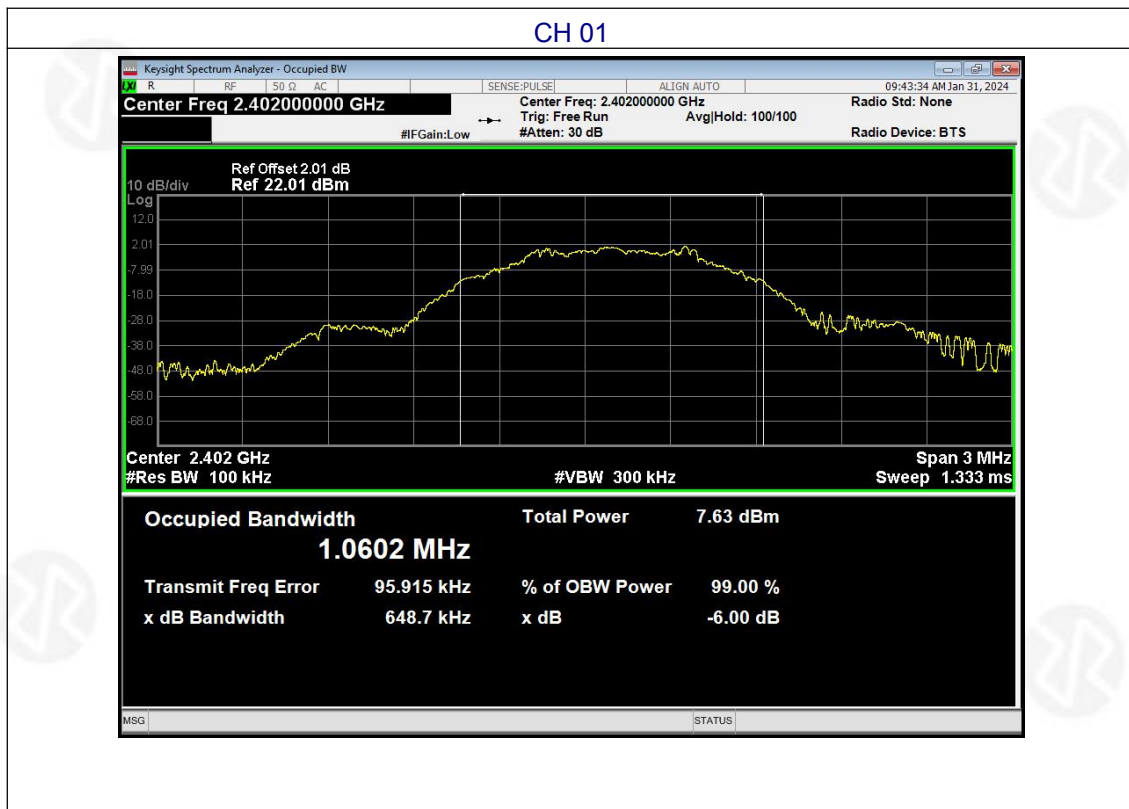 CH 01
Keysight Spectrum Analyzer - Occupied BW
LXI R RF 50 Ω AC SENSE:PULSE ALIGN AUTO 09:43:34 AM Jan 31, 2024
Center Freq 2.402000000 GHz Center Freq: 2.402000000 GHz Radio Std: None
Trig: Free Run Avg|Hold: 100/100
#IFGain:Low #Atten: 30 dB Radio Device: BTS
Ref Offset 2.01 dB
10 dB/div Ref 22.01 dBm
Log
12.0
2.01
-7.99
-18.0
-28.0
-38.0
-48.0
-58.0
-68.0
Center 2.402 GHz Span 3 MHz
#Res BW 100 kHz #VBW 300 kHz Sweep 1.333 ms
Occupied Bandwidth Total Power 7.63 dBm
1.0602 MHz
Transmit Freq Error 95.915 kHz % of OBW Power 99.00 %
x dB Bandwidth 648.7 kHz x dB -6.00 dB
MSG STATUS